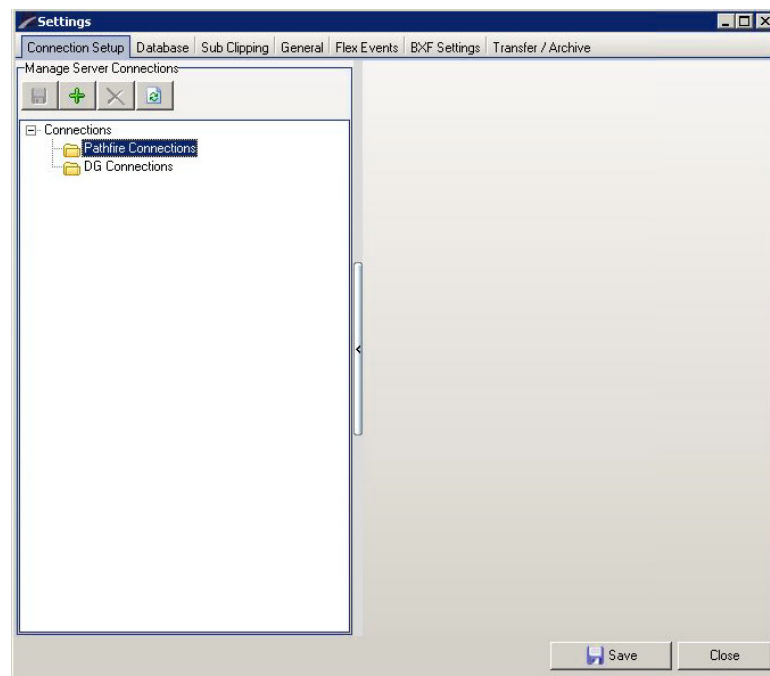 Settings
Connection Setup Database Sub Clipping General Flex Events BXF Settings Transfer / Archive
Manage Server Connections
Connections
Pathfire Connections
DG Connections
Save Close